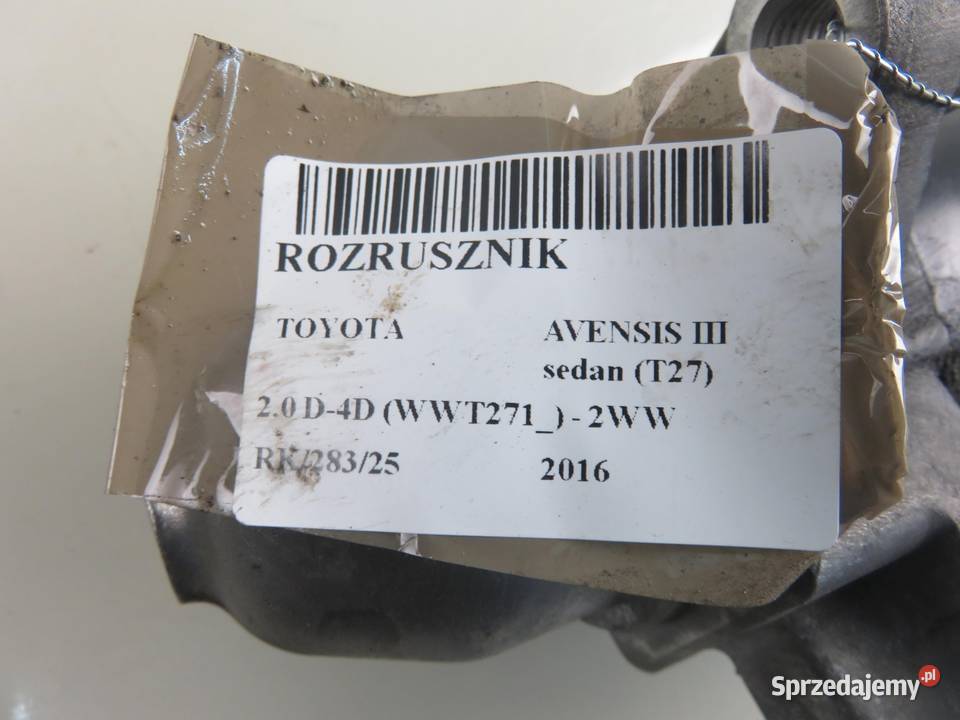 ROZRUSZNIK
TOYOTA AVENSIS III
sedan (T27)
2.0 D-4D (WWT271_) - 2WW
RK/283/25 2016
Sprzedajemy.pl